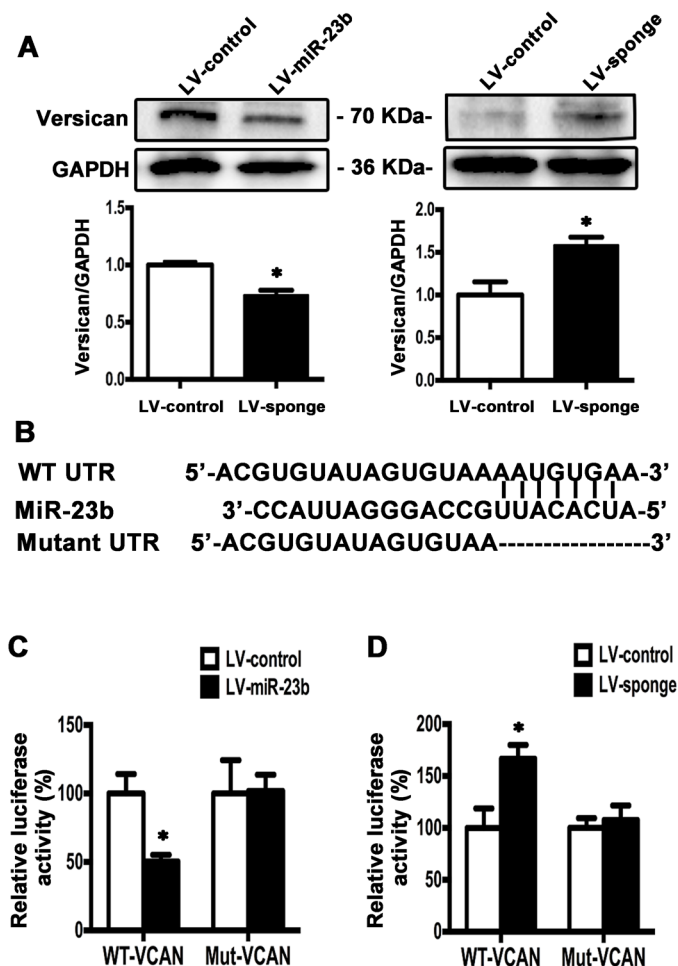 A
LV-control
LV-miR-23b
LV-control
LV-sponge
Versican
- 70 KDa-
GAPDH
- 36 KDa-
Versican/GAPDH
1.5
1.0
0.5
0.0
*
LV-control
LV-sponge
Versican/GAPDH
2.0
1.5
1.0
0.5
0.0
*
LV-control
LV-sponge
B
WT UTR 5’-ACGUGUAUAGUGUAAAAUGUGAA-3’
MiR-23b 3’-CCAUUAGGGACCGUUACACUA-5’
Mutant UTR 5’-ACGUGUAUAGUGUAA-----------------3’
C
LV-control
LV-miR-23b
Relative luciferase activity (%)
150
100
50
0
*
WT-VCAN
Mut-VCAN
D
LV-control
LV-sponge
Relative luciferase activity (%)
200
150
100
50
0
*
WT-VCAN
Mut-VCAN